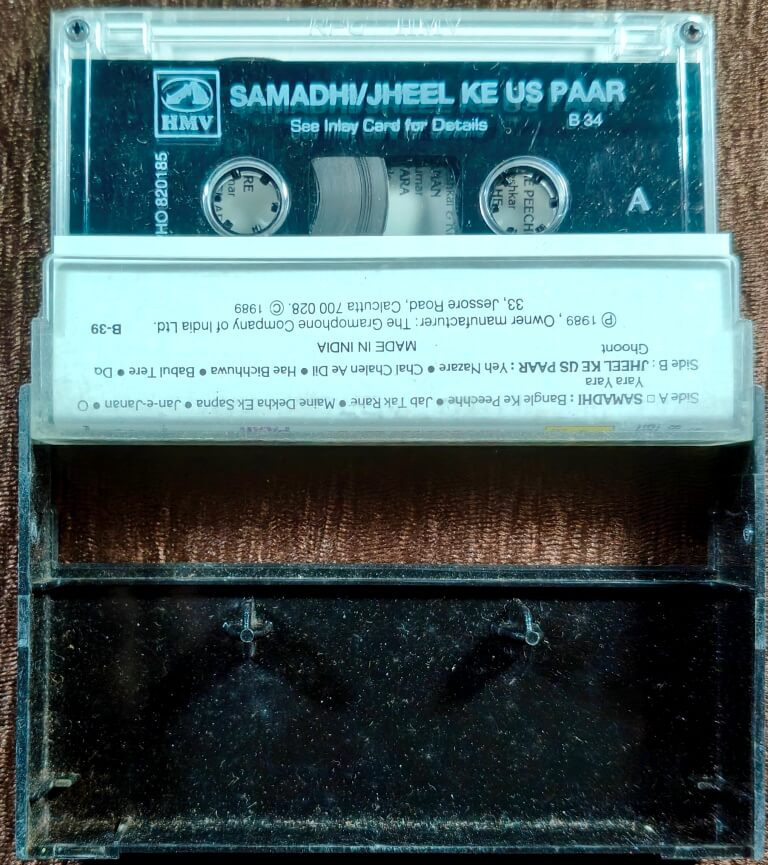 HMV
SAMADHI/JHEEL KE US PAAR
See Inlay Card for Details
B 34
HO 820185
A
RE
E PEECH
Side A □ SAMADHI : Bangle Ke Peechhe • Jab Tak Rahe • Maine Dekha Ek Sapna • Jan-e-Janan • O
Yara Yara
Side B : JHEEL KE US PAAR : Yeh Nazare • Chal Chalen Ae Dil • Hae Bichhuwa • Babul Tere • Do
Ghoont
MADE IN INDIA
Ⓟ 1989 , Owner manufacturer: The Gramophone Company of India Ltd.
B-39
33, Jessore Road, Calcutta 700 028. © 1989